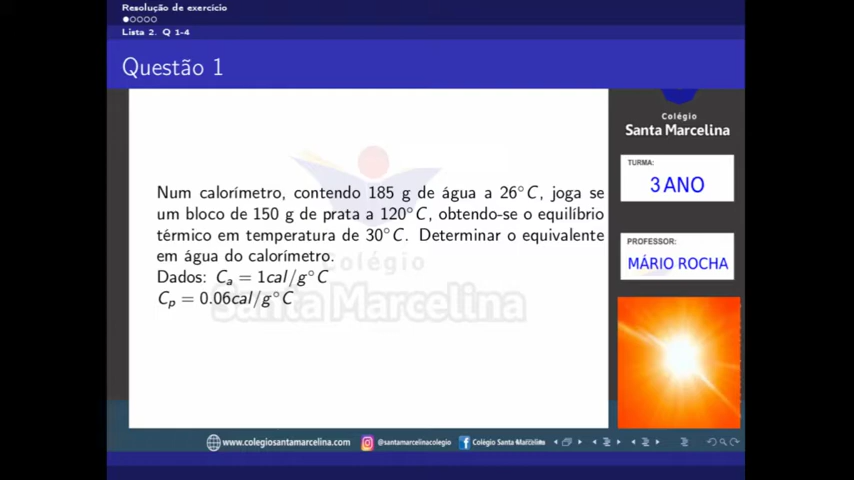 Resolução de exercício
Lista 2. Q 1-4
Questão 1
Num calorímetro, contendo 185 g de água a 26°C, joga se
um bloco de 150 g de prata a 120°C, obtendo-se o equilíbrio
térmico em temperatura de 30°C. Determinar o equivalente
em água do calorímetro.
Dados: Cₐ = 1cal/g°C
Cₚ = 0.06cal/g°C
Colégio
Santa Marcelina
Colégio
Santa Marcelina
TURMA:
3 ANO
PROFESSOR:
MÁRIO ROCHA
www.colegiosantamarcelina.com
@santamarcelinacolegio
Colégio Santa Marcelina